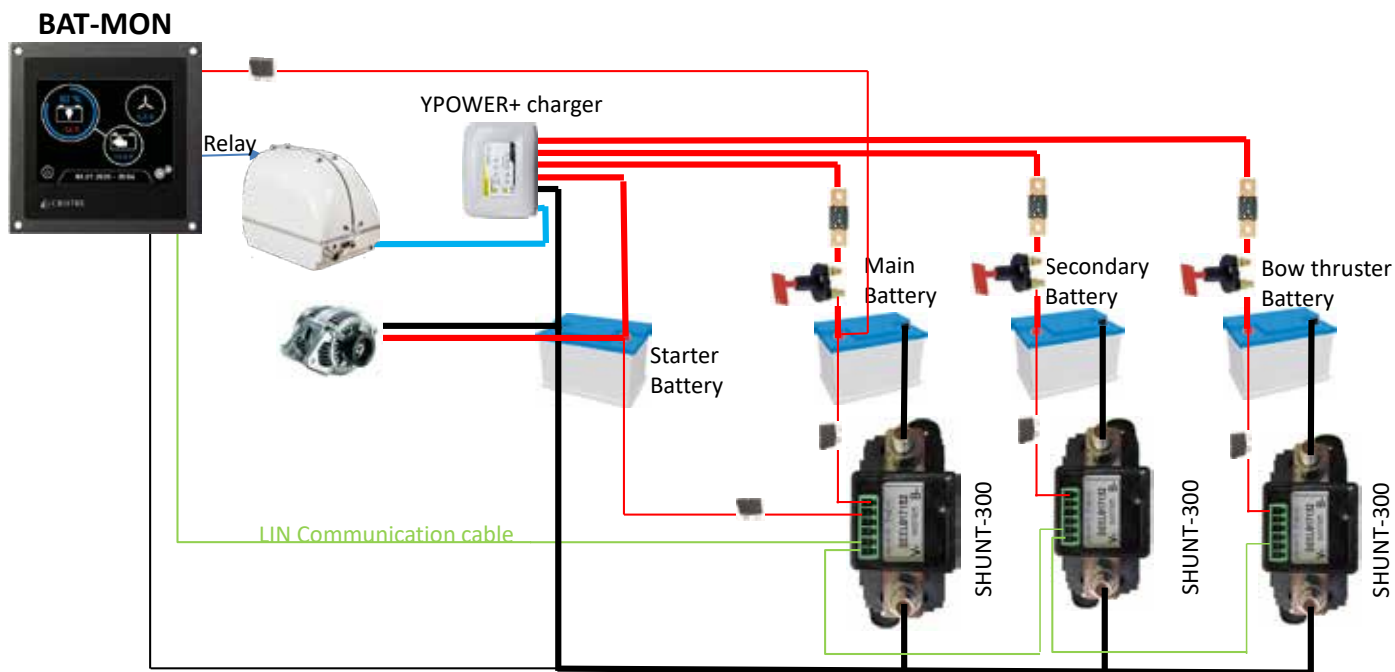 BAT-MON
YPOWER+ charger
Relay
Main
Battery
Secondary
Battery
Bow thruster
Battery
Starter
Battery
LIN Communication cable
SHUNT-300
SHUNT-300
SHUNT-300